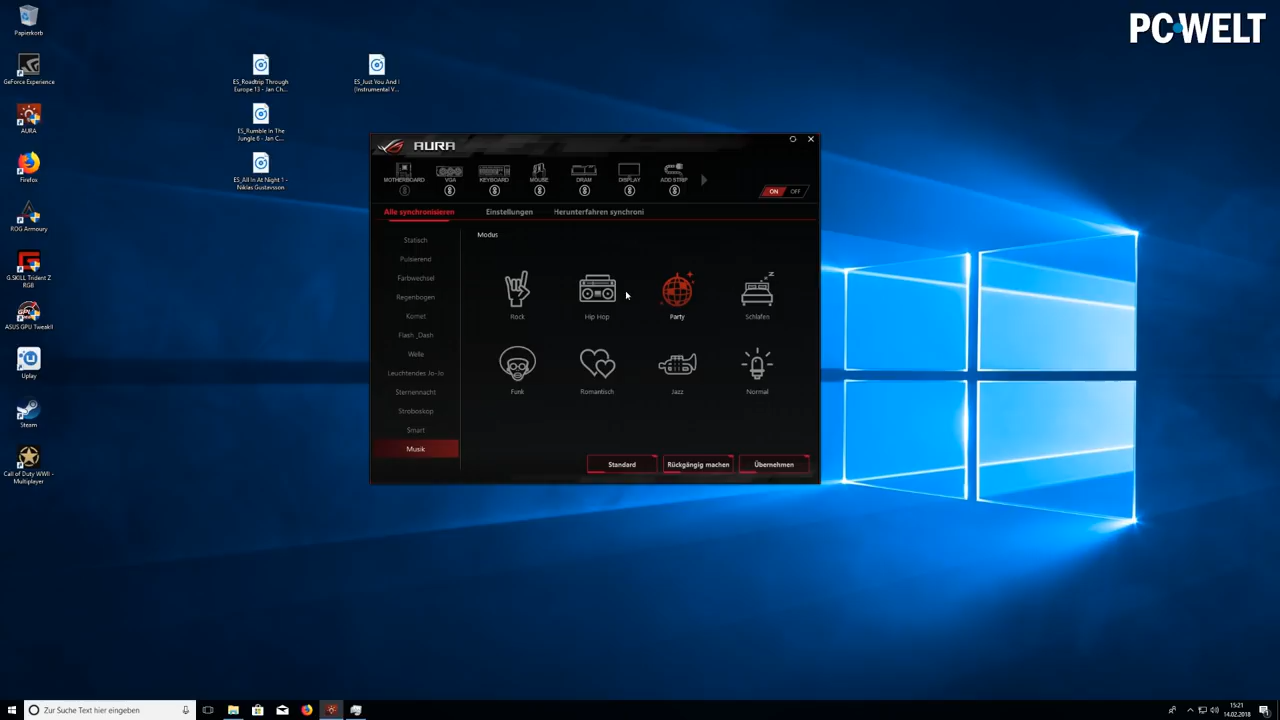 Papierkorb
GeForce Experience
AURA
Firefox
ROG Armoury
G.SKILL Trident Z
RGB
ASUS GPU TweakII
Uplay
Steam
Call of Duty WWII -
Multiplayer
ES_Roadtrip Through
Europe 13 - Jan Ch...
ES_Rumble In The
Jungle 6 - Jan C...
ES_All In At Night 1 -
Niklas Gustavsson
ES_Just You And I
(Instrumental V...
PC WELT
AURA
MOTHERBOARD
VGA
KEYBOARD
MOUSE
DRAM
DISPLAY
ADD STRIP
ON
OFF
Alle synchronisieren
Einstellungen
Herunterfahren synchroni
Statisch
Pulsierend
Farbwechsel
Regenbogen
Komet
Flash _Dash
Welle
Leuchtendes Jo-Jo
Sternennacht
Stroboskop
Smart
Musik
Modus
Rock
Hip Hop
Party
Schlafen
Funk
Romantisch
Jazz
Normal
Standard
Rückgängig machen
Übernehmen
Zur Suche Text hier eingeben
15:21
14.02.2018